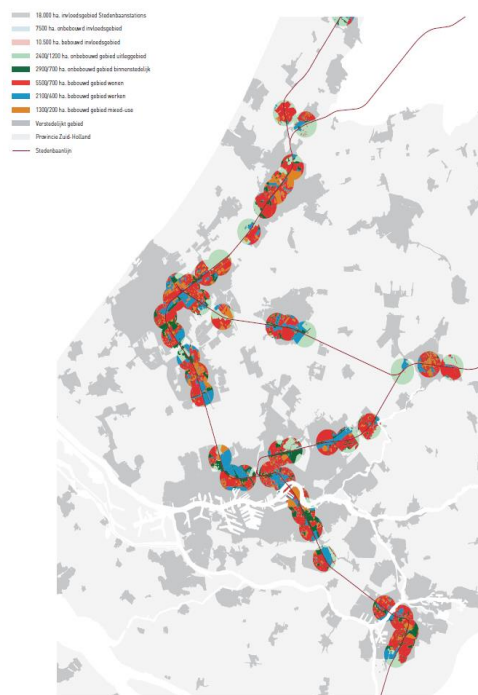 18.000 ha. invloedsgebied Stedenbaanstations
7500 ha. onbebouwd invloedsgebied
10.500 ha. bebouwd invloedsgebied
2400/1200 ha. onbebouwd gebied uitleggebied
2900/700 ha. onbebouwd gebied binnenstedelijk
5500/700 ha. bebouwd gebied wonen
2100/400 ha. bebouwd gebied werken
1300/200 ha. bebouwd gebied mixed-use
Verstedelijkt gebied
Provincie Zuid-Holland
Stedenbaanlijn